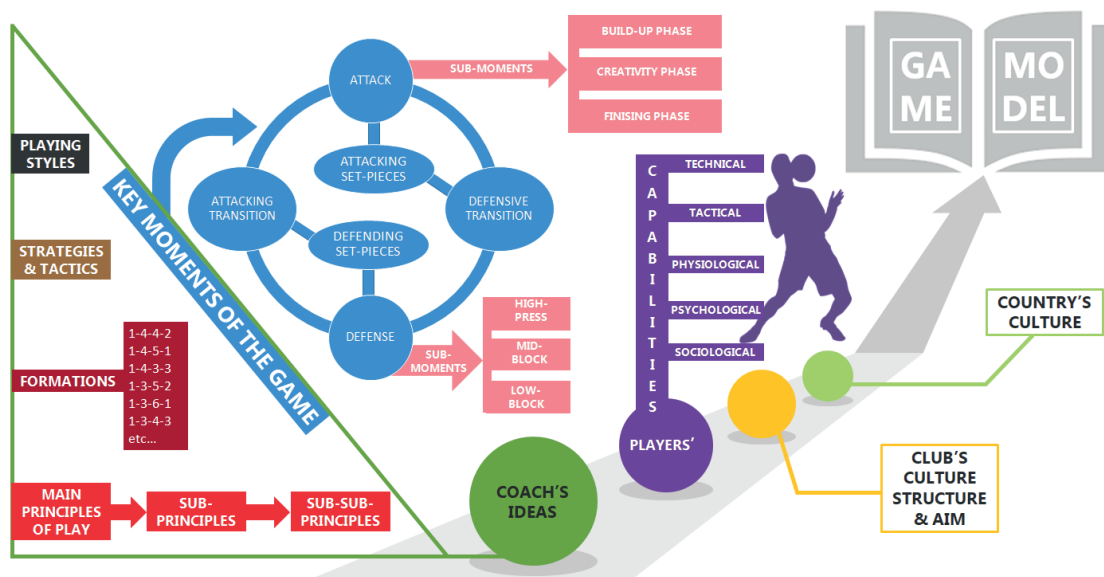 PLAYING
STYLES
STRATEGIES
& TACTICS
FORMATIONS
1-4-4-2
1-4-5-1
1-4-3-3
1-3-5-2
1-3-6-1
1-3-4-3
etc...
MAIN
PRINCIPLES
OF PLAY
SUB-
PRINCIPLES
SUB-SUB-
PRINCIPLES
KEY MOMENTS OF THE GAME
ATTACK
ATTACKING
SET-PIECES
ATTACKING
TRANSITION
DEFENSIVE
TRANSITION
DEFENDING
SET-PIECES
DEFENSE
SUB-MOMENTS
BUILD-UP PHASE
CREATIVITY PHASE
FINISING PHASE
SUB-
MOMENTS
HIGH-
PRESS
MID-
BLOCK
LOW-
BLOCK
COACH'S
IDEAS
PLAYERS'
CAPABILITIES
TECHNICAL
TACTICAL
PHYSIOLOGICAL
PSYCHOLOGICAL
SOCIOLOGICAL
CLUB'S
CULTURE
STRUCTURE
& AIM
COUNTRY'S
CULTURE
GA
ME
MO
DEL